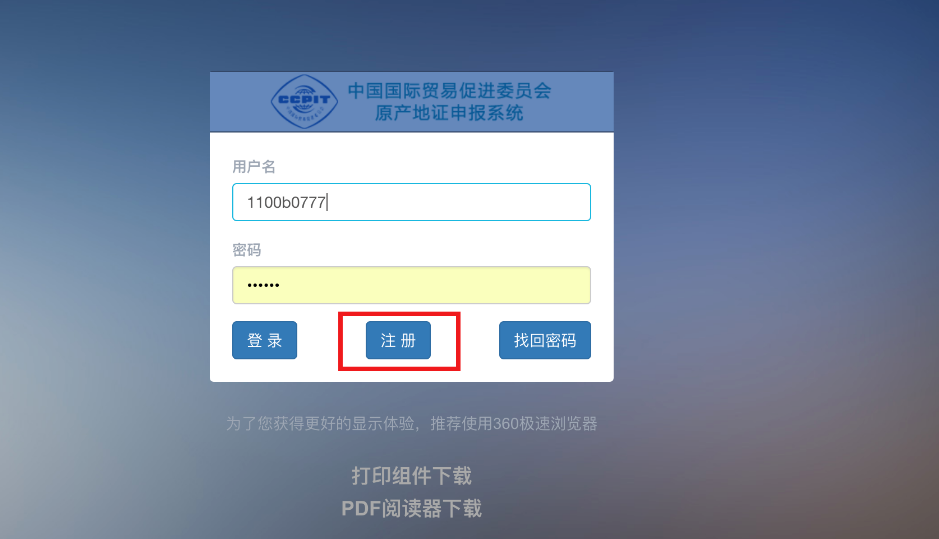 CCPIT
中国国际贸易促进委员会
原产地证申报系统
用户名
1100b0777
密码
••••••
登 录
注 册
找回密码
为了您获得更好的显示体验，推荐使用360极速浏览器
打印组件下载
PDF阅读器下载